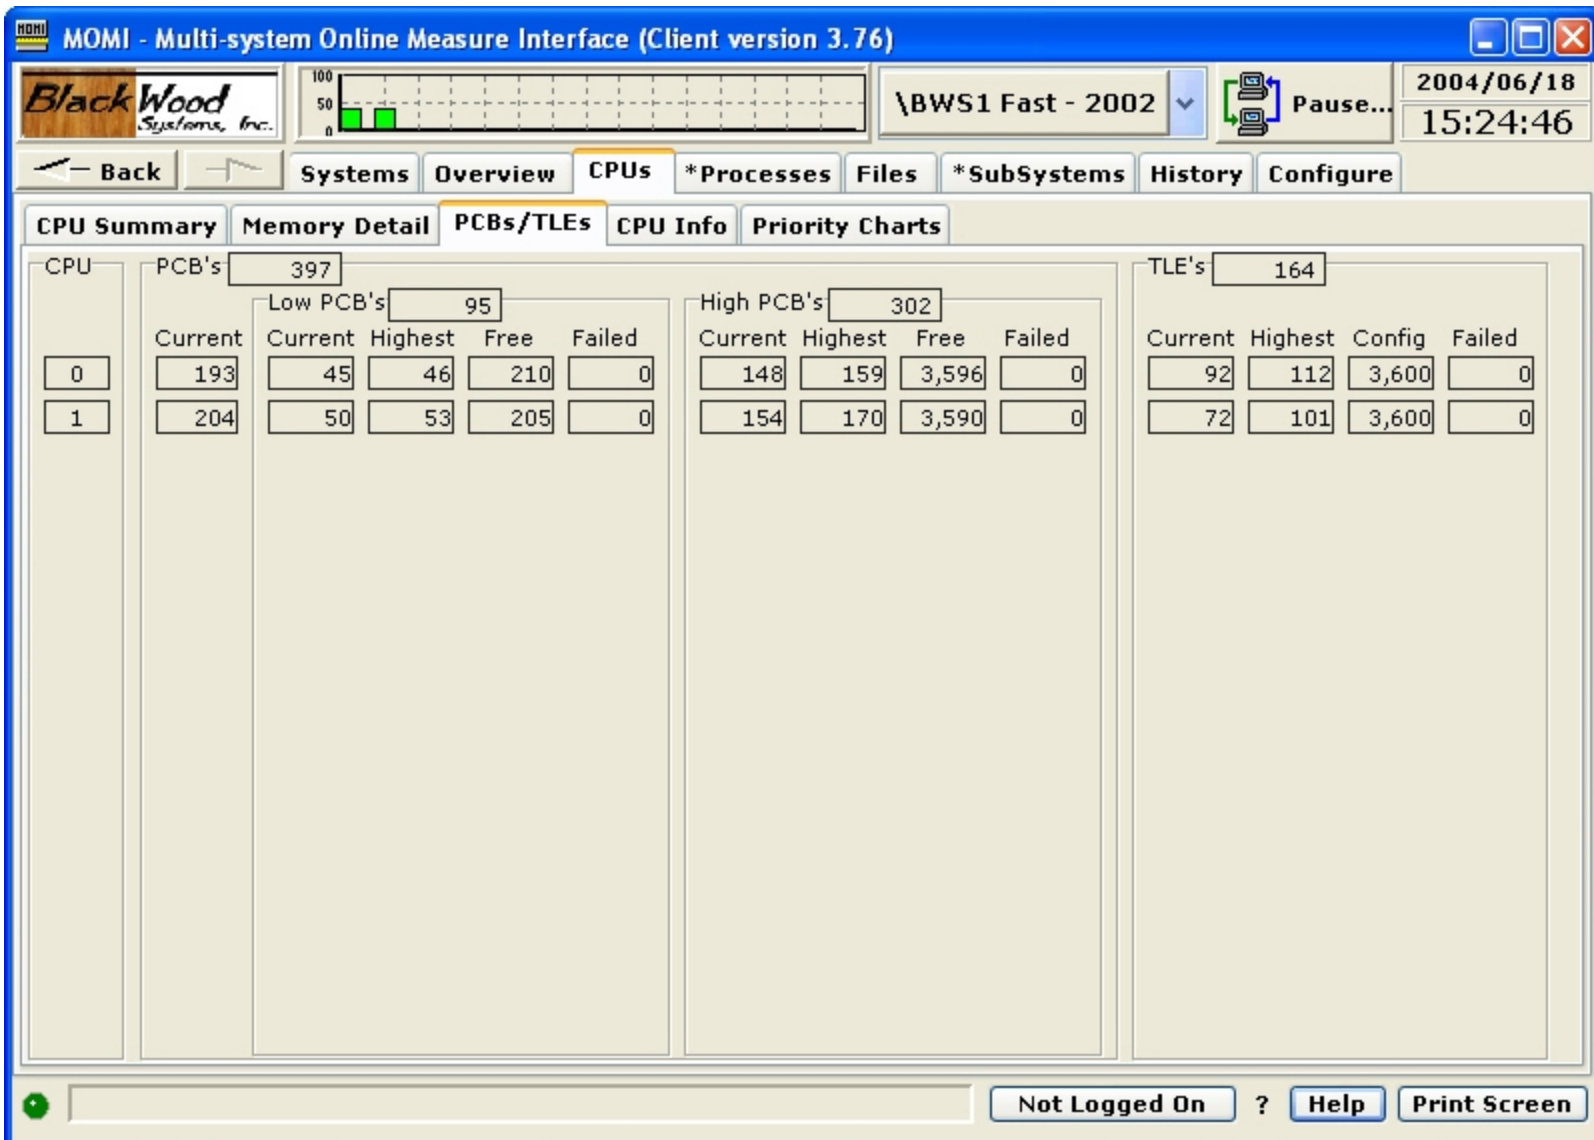 MOMI MOMI - Multi-system Online Measure Interface (Client version 3.76)
BlackWood Systems, Inc.
100
50
0
\BWS1 Fast - 2002
Pause...
2004/06/18
15:24:46
Back Systems Overview CPUs *Processes Files *SubSystems History Configure
CPU Summary Memory Detail PCBs/TLEs CPU Info Priority Charts
CPU PCB's 397 TLE's 164
Low PCB's 95 High PCB's 302
Current Current Highest Free Failed Current Highest Free Failed Current Highest Config Failed
0 193 45 46 210 0 148 159 3,596 0 92 112 3,600 0
1 204 50 53 205 0 154 170 3,590 0 72 101 3,600 0
Not Logged On ? Help Print Screen